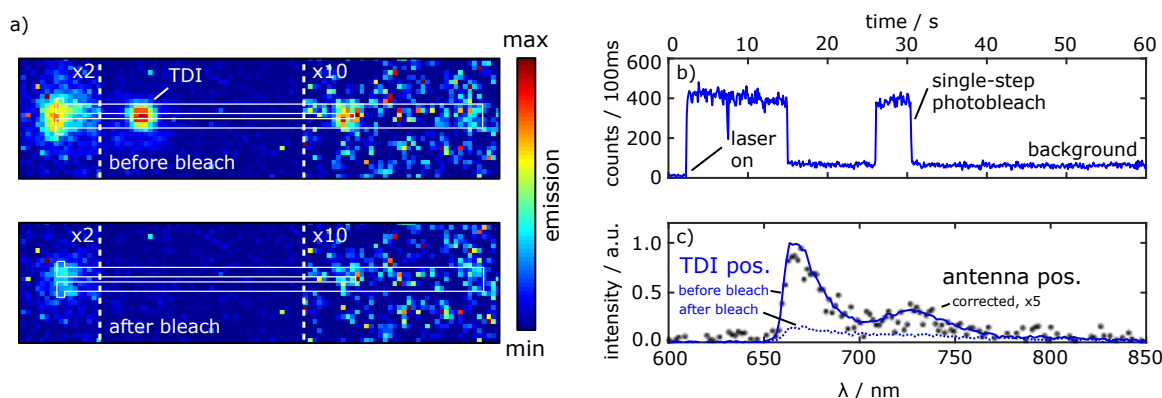 a)
x2
TDI
x10
before bleach
x2
x10
after bleach
max
emission
min
time / s
0 10 20 30 40 50 60
b)
600
400
200
0
counts / 100ms
laser
on
single-step
photobleach
background
c)
1.0
0.5
0.0
intensity / a.u.
TDI pos.
before bleach
after bleach
antenna pos.
corrected, x5
600 650 700 750 800 850
λ / nm